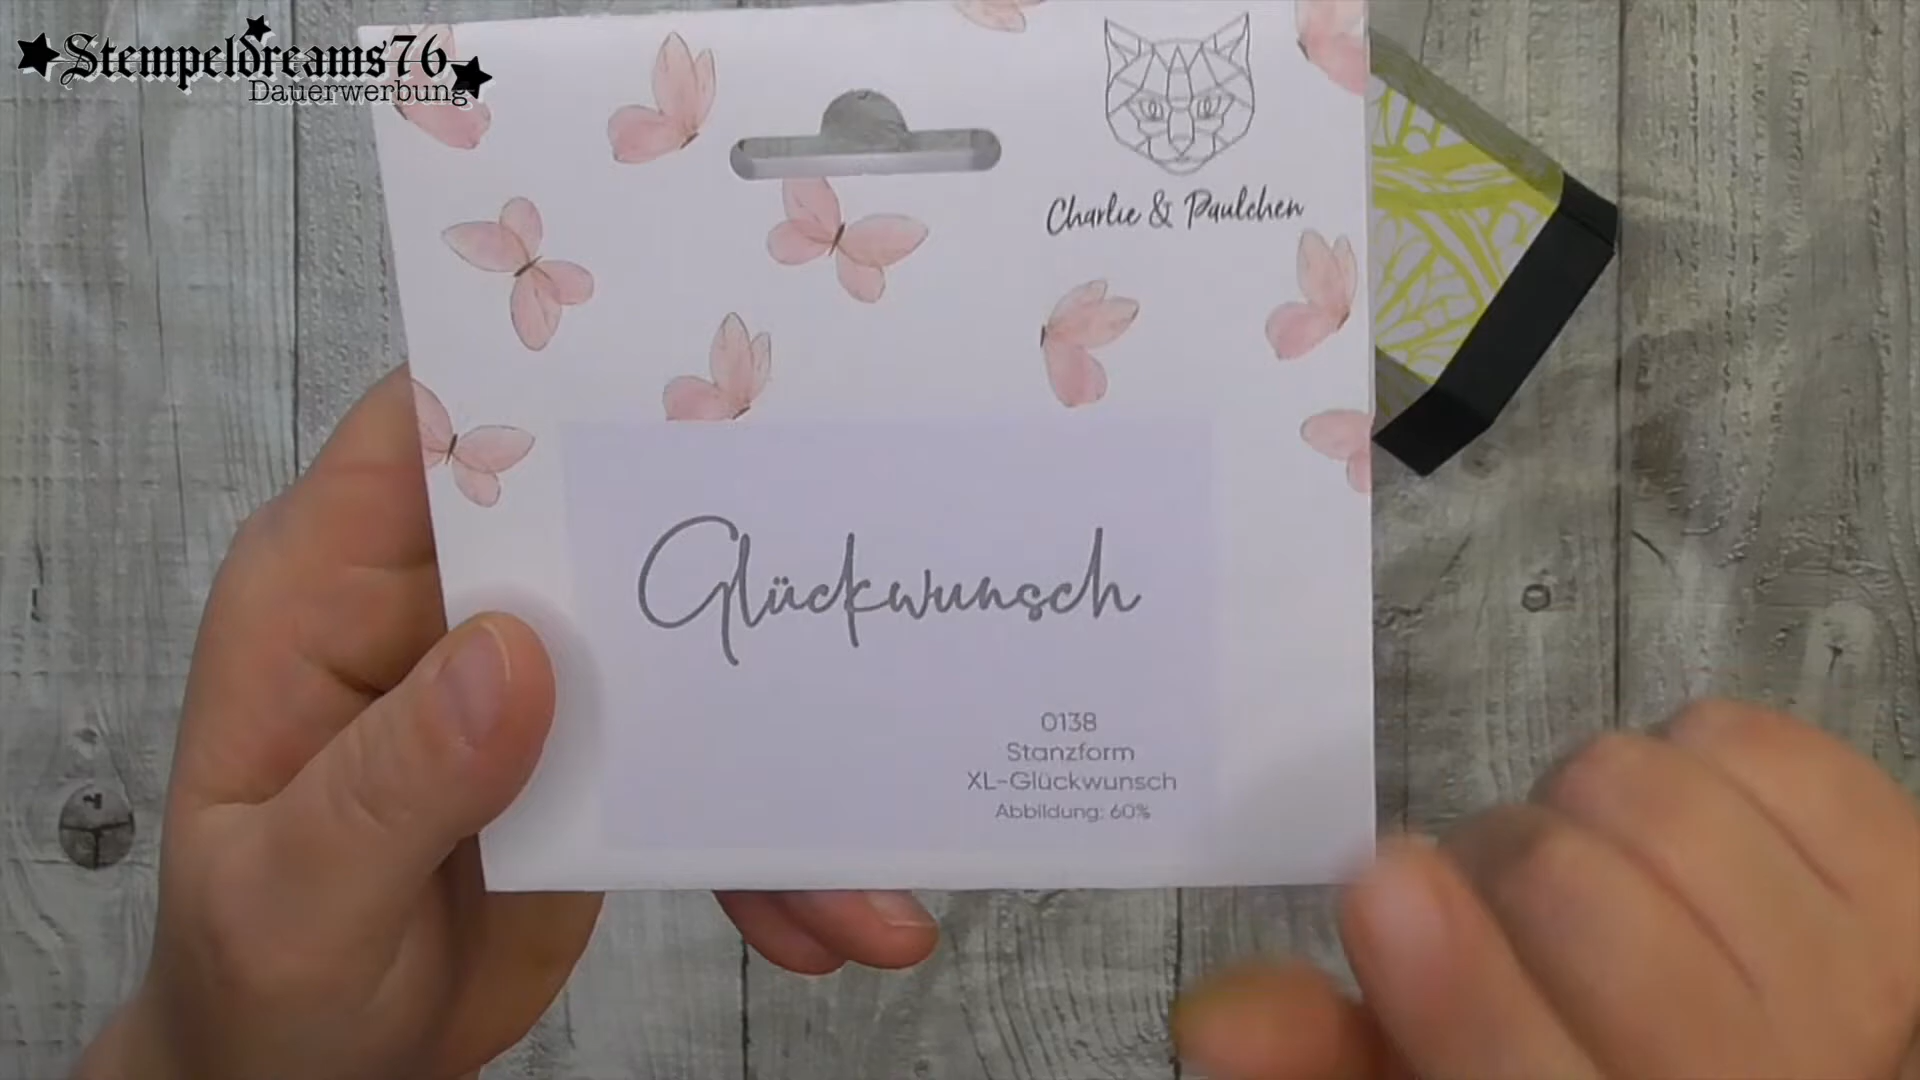 Stempeldreams76
Dauerwerbung
Charlie & Paulchen
Glückwunsch
0138
Stanzform
XL-Glückwunsch
Abbildung: 60%